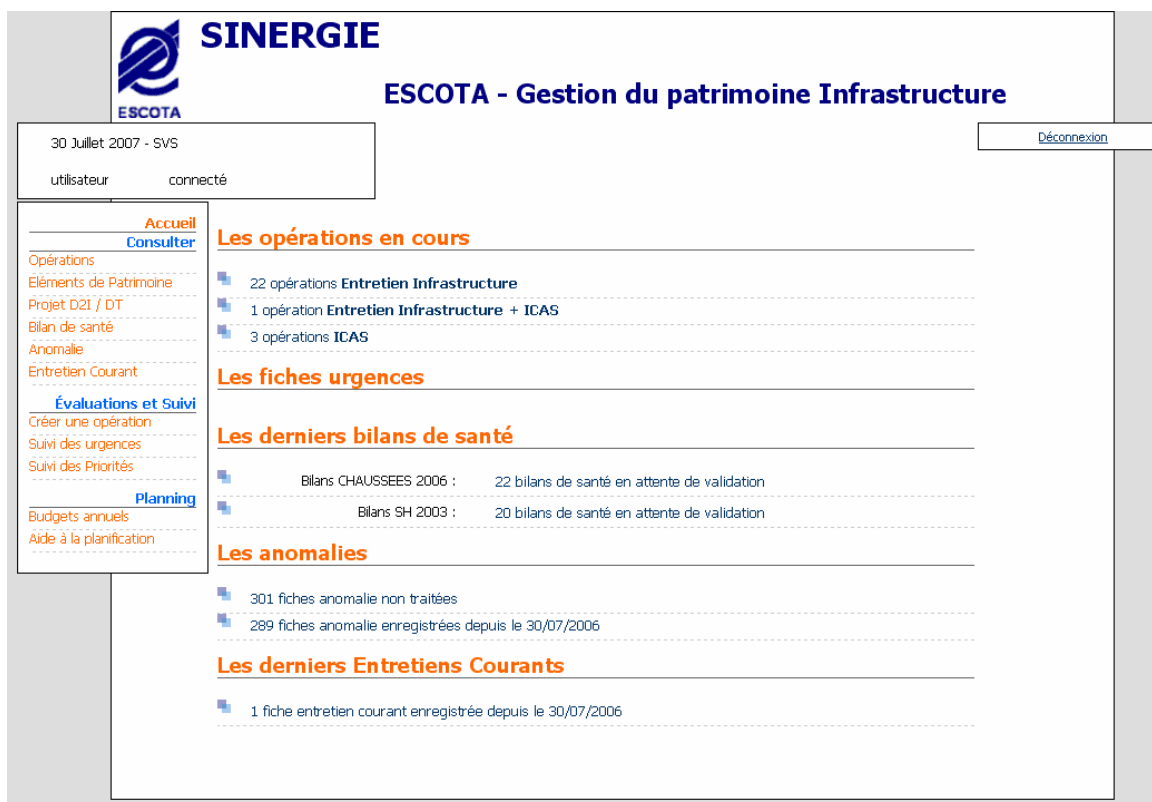 SINERGIE
ESCOTA
ESCOTA - Gestion du patrimoine Infrastructure
30 Juillet 2007 - SVS
utilisateur connecté
Déconnexion
Accueil
Consulter
Opérations
Eléments de Patrimoine
Projet D2I / DT
Bilan de santé
Anomalie
Entretien Courant
Évaluations et Suivi
Créer une opération
Suivi des urgences
Suivi des Priorités
Planning
Budgets annuels
Aide à la planification
Les opérations en cours
22 opérations Entretien Infrastructure
1 opération Entretien Infrastructure + ICAS
3 opérations ICAS
Les fiches urgences
Les derniers bilans de santé
Bilans CHAUSSEES 2006 : 22 bilans de santé en attente de validation
Bilans SH 2003 : 20 bilans de santé en attente de validation
Les anomalies
301 fiches anomalie non traitées
289 fiches anomalie enregistrées depuis le 30/07/2006
Les derniers Entretiens Courants
1 fiche entretien courant enregistrée depuis le 30/07/2006